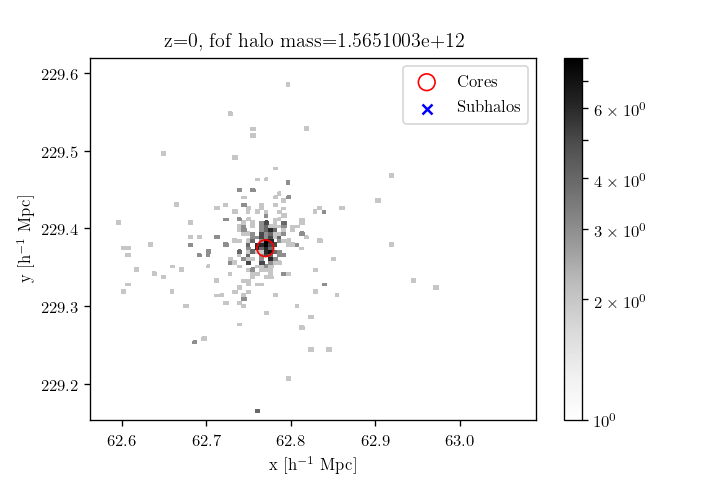 z=0, fof halo mass=1.5651003e+12
Cores
Subhalos
229.6
229.5
229.4
229.3
229.2
y [h⁻¹ Mpc]
62.6 62.7 62.8 62.9 63.0
x [h⁻¹ Mpc]
6 × 10⁰
4 × 10⁰
3 × 10⁰
2 × 10⁰
10⁰